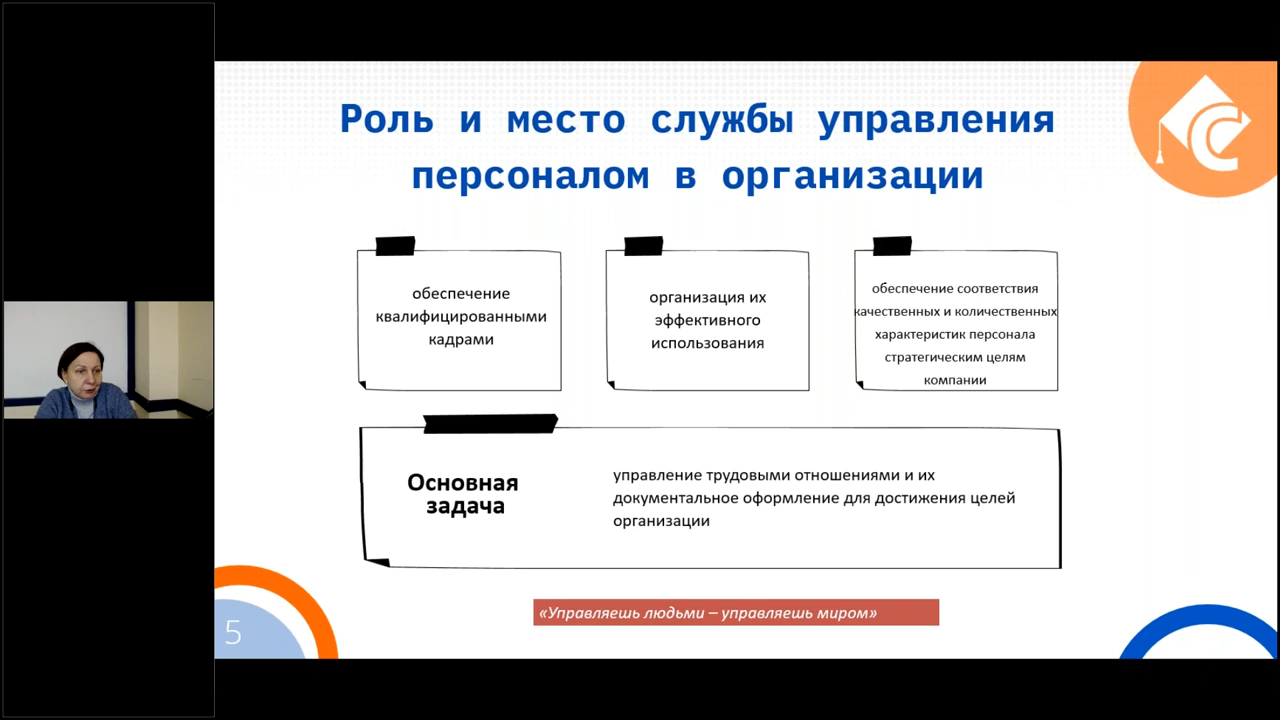 Роль и место службы управления
персоналом в организации
обеспечение
квалифицированными
кадрами
организация их
эффективного
использования
обеспечение соответствия
качественных и количественных
характеристик персонала
стратегическим целям
компании
Основная
задача
управление трудовыми отношениями и их
документальное оформление для достижения целей
организации
«Управляешь людьми – управляешь миром»
5